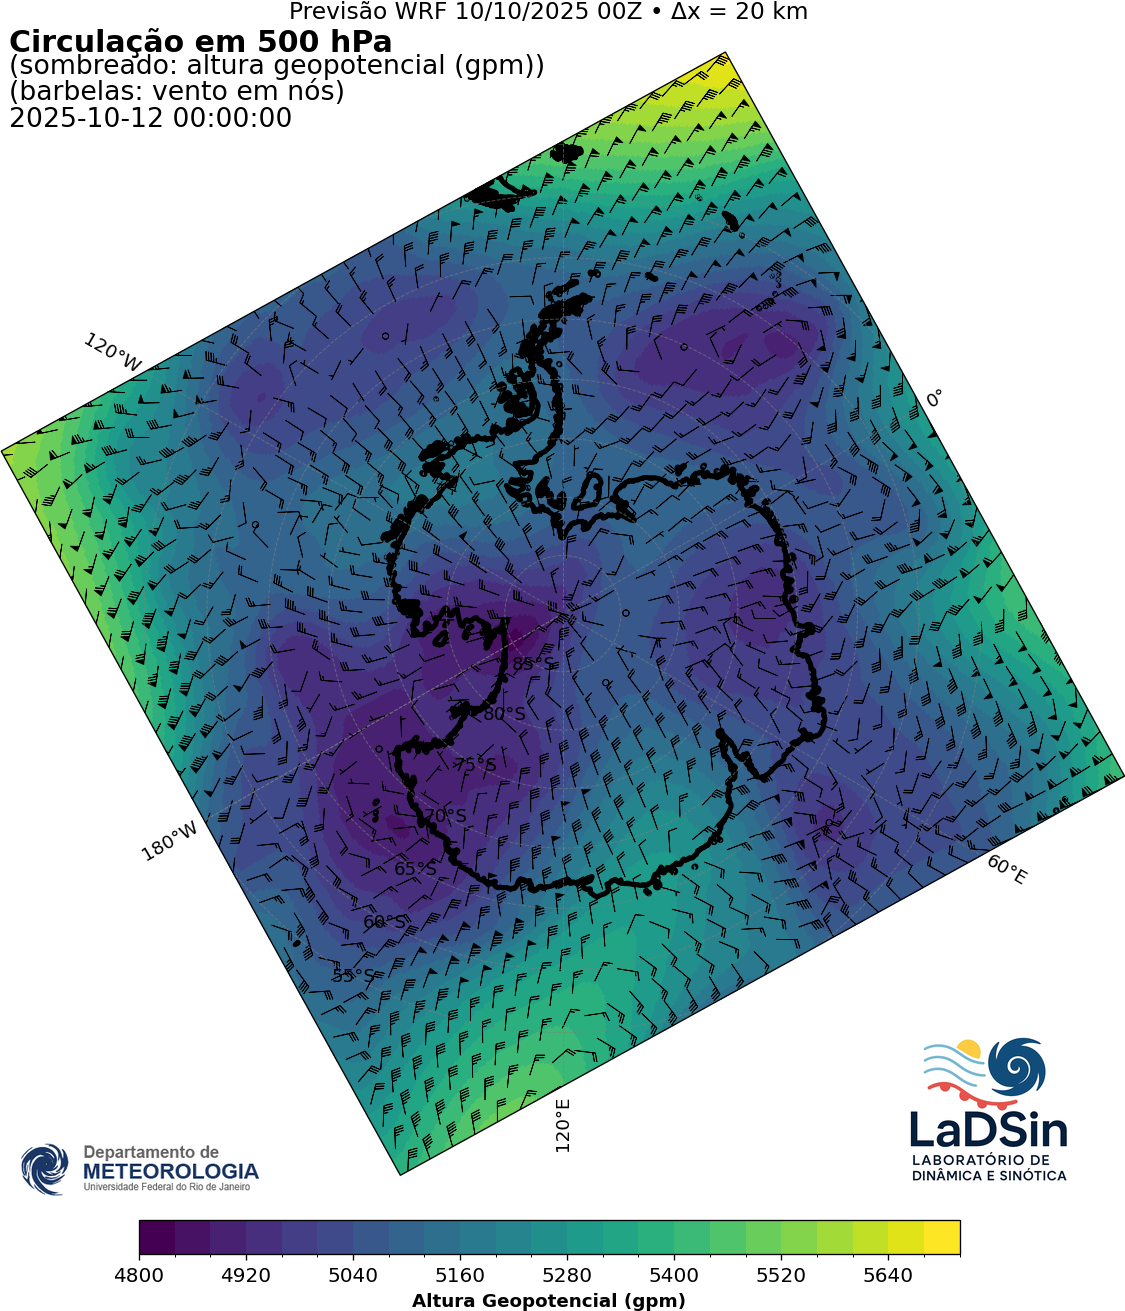 Previsão WRF 10/10/2025 00Z • Δx = 20 km
Circulação em 500 hPa
(sombreado: altura geopotencial (gpm))
(barbelas: vento em nós)
2025-10-12 00:00:00
120°W
0°
85°S
80°S
75°S
70°S
65°S
60°S
55°S
180°W
60°E
120°E
LaDSin
LABORATÓRIO DE
DINÂMICA E SINÓTICA
Departamento de
METEOROLOGIA
Universidade Federal do Rio de Janeiro
4800 4920 5040 5160 5280 5400 5520 5640
Altura Geopotencial (gpm)